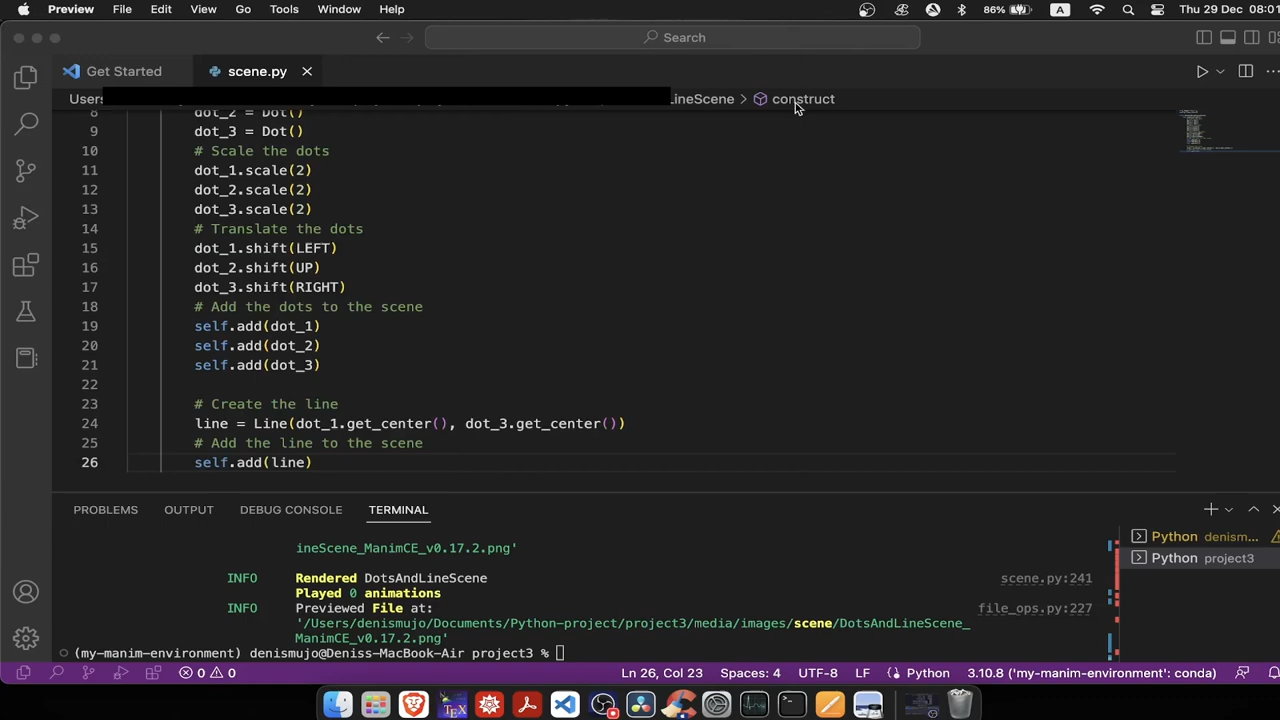 Preview File Edit View Go Tools Window Help 86% A Thu 29 Dec 08:01
Search
Get Started scene.py
Users LineScene > construct
8 dot_2 = Dot()
9 dot_3 = Dot()
10 # Scale the dots
11 dot_1.scale(2)
12 dot_2.scale(2)
13 dot_3.scale(2)
14 # Translate the dots
15 dot_1.shift(LEFT)
16 dot_2.shift(UP)
17 dot_3.shift(RIGHT)
18 # Add the dots to the scene
19 self.add(dot_1)
20 self.add(dot_2)
21 self.add(dot_3)
22
23 # Create the line
24 line = Line(dot_1.get_center(), dot_3.get_center())
25 # Add the line to the scene
26 self.add(line)
PROBLEMS OUTPUT DEBUG CONSOLE TERMINAL
Python denism...
Python project3
ineScene_ManimCE_v0.17.2.png'
INFO Rendered DotsAndLineScene scene.py:241
Played 0 animations
INFO Previewed File at: file_ops.py:227
'/Users/denismujo/Documents/Python-project/project3/media/images/scene/DotsAndLineScene_
ManimCE_v0.17.2.png'
(my-manim-environment) denismujo@Deniss-MacBook-Air project3 %
0 0 Ln 26, Col 23 Spaces: 4 UTF-8 LF Python 3.10.8 ('my-manim-environment': conda)
TEX